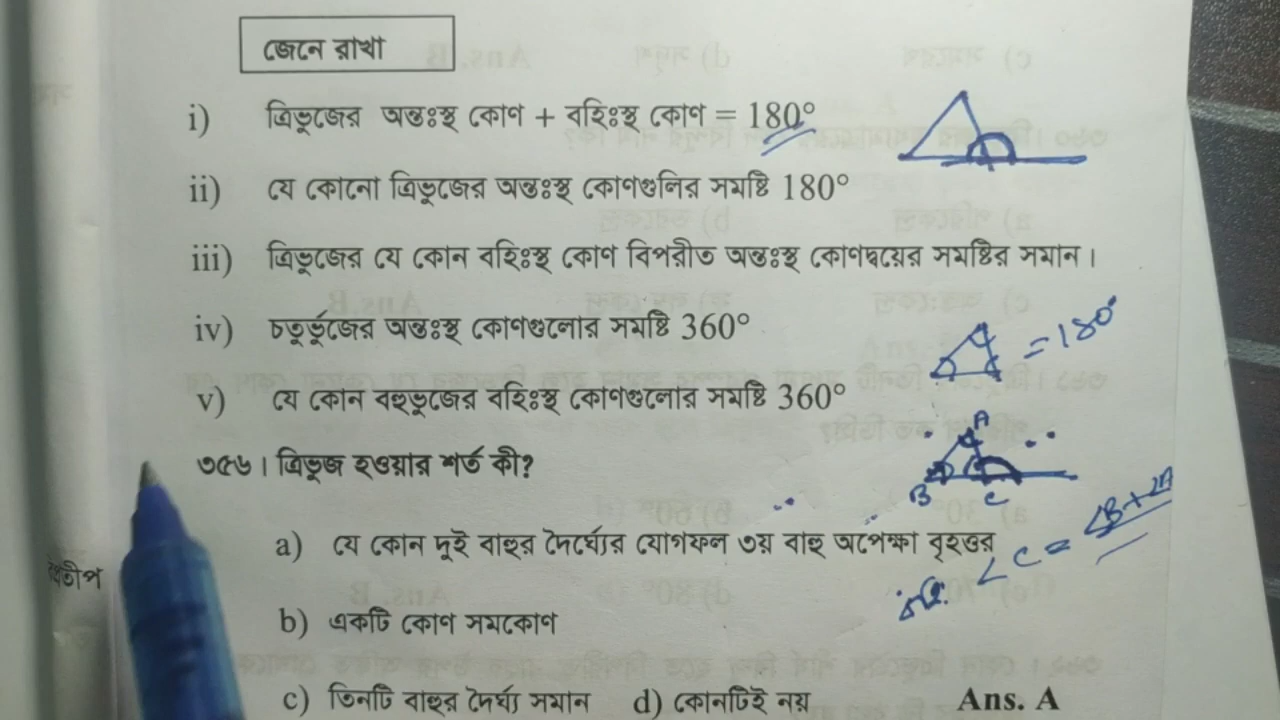 জেনে রাখা
i) ত্রিভুজের অন্তঃস্থ কোণ + বহিঃস্থ কোণ = 180°
ii) যে কোনো ত্রিভুজের অন্তঃস্থ কোণগুলির সমষ্টি 180°
iii) ত্রিভুজের যে কোন বহিঃস্থ কোণ বিপরীত অন্তঃস্থ কোণদ্বয়ের সমষ্টির সমান।
iv) চতুর্ভুজের অন্তঃস্থ কোণগুলোর সমষ্টি 360°
= 180°
v) যে কোন বহুভুজের বহিঃস্থ কোণগুলোর সমষ্টি 360°
A
৩৫৬। ত্রিভুজ হওয়ার শর্ত কী?
B C
a) যে কোন দুই বাহুর দৈর্ঘ্যের যোগফল ৩য় বাহু অপেক্ষা বৃহত্তর
∠C = ∠B + ∠A
b) একটি কোণ সমকোণ
c) তিনটি বাহুর দৈর্ঘ্য সমান d) কোনটিই নয় Ans. A